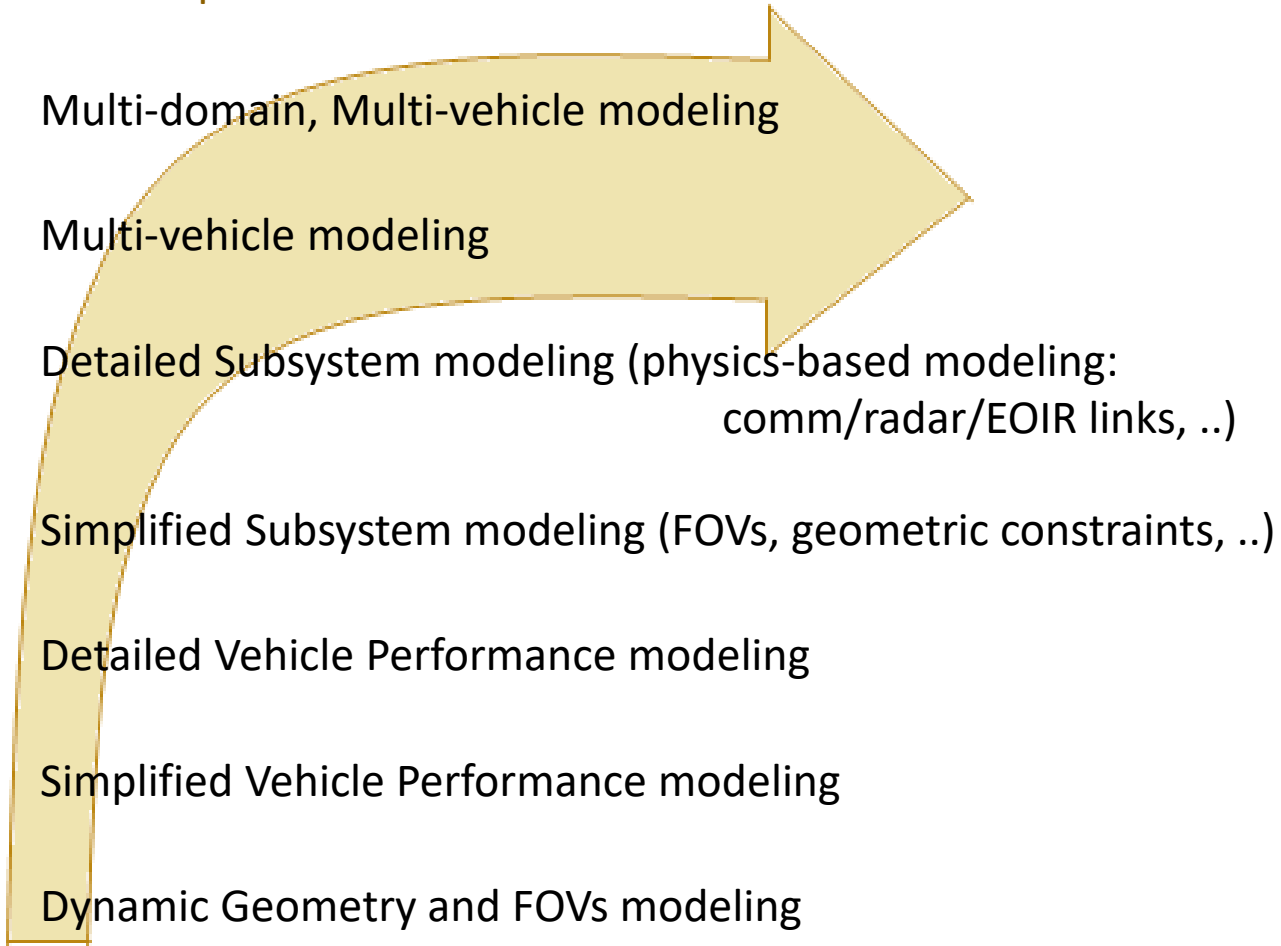 Multi-domain, Multi-vehicle modeling
Multi-vehicle modeling
Detailed Subsystem modeling (physics-based modeling:
comm/radar/EOIR links, ..)
Simplified Subsystem modeling (FOVs, geometric constraints, ..)
Detailed Vehicle Performance modeling
Simplified Vehicle Performance modeling
Dynamic Geometry and FOVs modeling